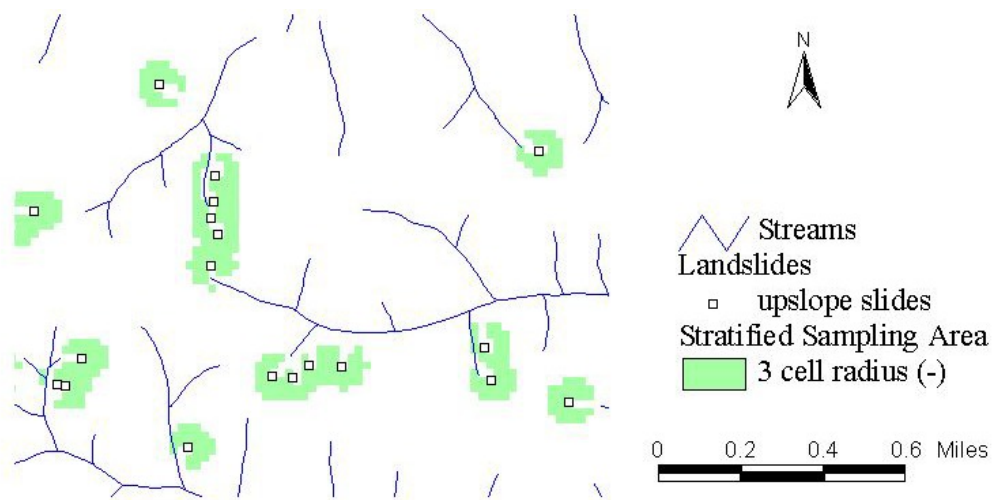 N
Streams
Landslides
upslope slides
Stratified Sampling Area
3 cell radius (-)
0 0.2 0.4 0.6 Miles